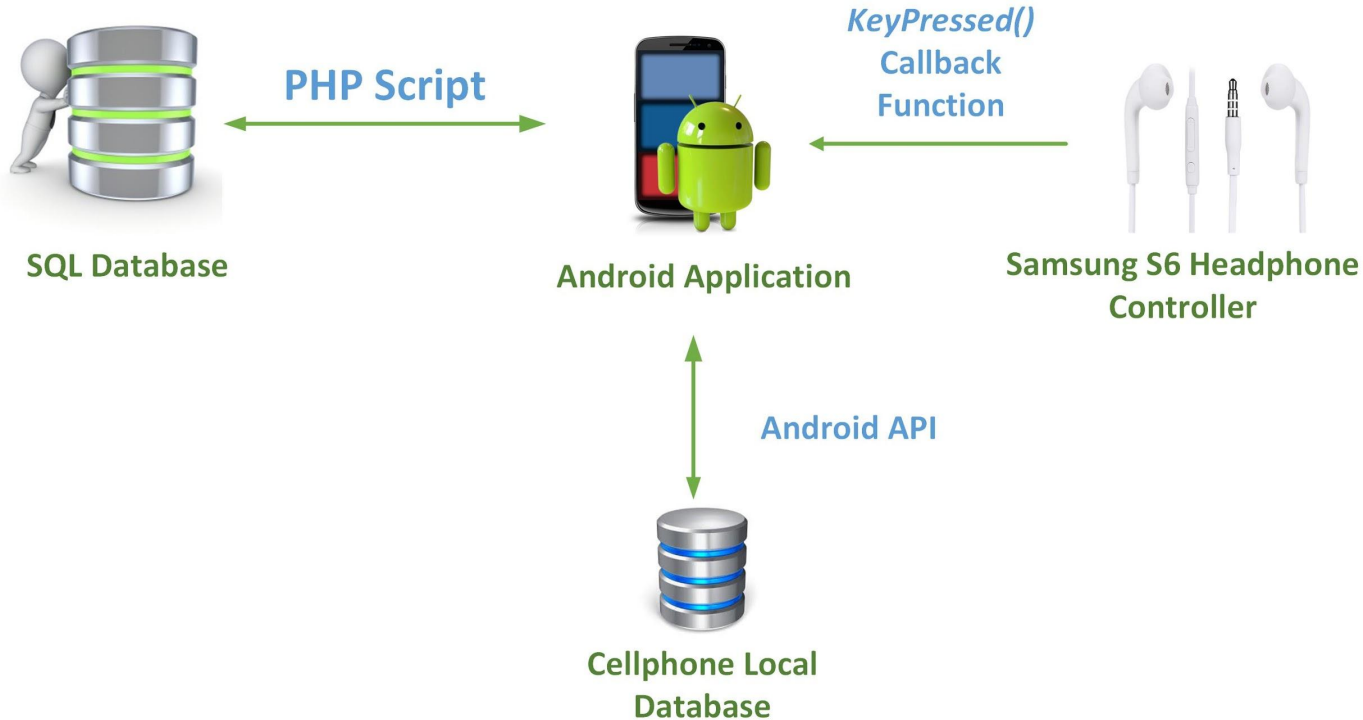 KeyPressed()
Callback
Function
PHP Script
SQL Database
Android Application
Samsung S6 Headphone
Controller
Android API
Cellphone Local
Database